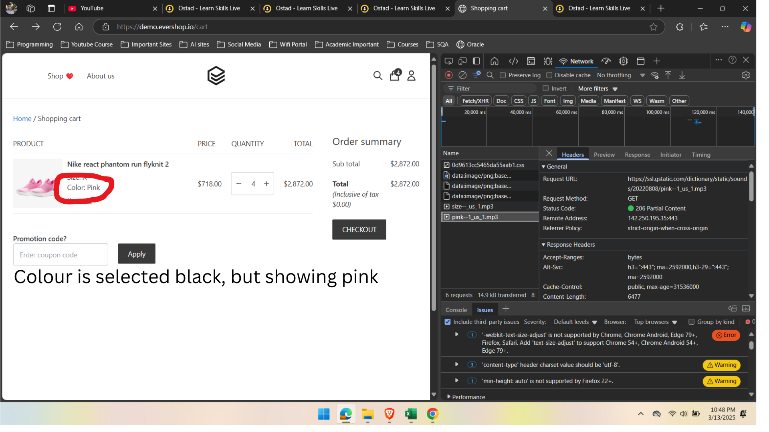 YouTube
Ostad - Learn Skills Live
Ostad - Learn Skills Live
Ostad - Learn Skills Live
Shopping cart
Ostad - Learn Skills Live
https://demo.evershop.io/cart
Programming
Youtube Course
Important Sites
AI sites
Social Media
Wifi Portal
Academic Important
Courses
SQA
Oracle
Shop ❤
About us
4
Home / Shopping cart
PRODUCT
PRICE
QUANTITY
TOTAL
Nike react phantom run flyknit 2
Color: Pink
$718.00
− 4 +
$2,872.00
Order summary
Sub total $2,872.00
Total $2,872.00
(Inclusive of tax
$0.00)
CHECKOUT
Promotion code?
Enter coupon code
Apply
Colour is selected black, but showing pink
Network
Preserve log
Disable cache
No throttling
Filter
Invert
More filters
All Fetch/XHR Doc CSS JS Font Img Media Manifest WS Wasm Other
20,000 ms 40,000 ms 60,000 ms 80,000 ms 100,000 ms 120,000 ms 140,00
Name
Headers Preview Response Initiator Timing
0d9613cc5465da55aab1.css
data:image/png;base...
data:image/png;base...
data:image/png;base...
size--_us_1.mp3
pink--1_us_1.mp3
General
Request URL: https://ssl.gstatic.com/dictionary/static/sound
s/20220808/pink--1_us_1.mp3
Request Method: GET
Status Code: 206 Partial Content
Remote Address: 142.250.195.35:443
Referrer Policy: strict-origin-when-cross-origin
Response Headers
Accept-Ranges: bytes
Alt-Svc: h3=":443"; ma=2592000,h3-29=":443";
ma=2592000
Cache-Control: public, max-age=31536000
Content-Length: 6477
6 requests 14.9 kB transferred
Console Issues
Include third-party issues Severity: Default levels Browser: Top browsers Group by kind
1 '-webkit-text-size-adjust' is not supported by Chrome, Chrome Android, Edge 79+,
Firefox, Safari. Add 'text-size-adjust' to support Chrome 54+, Chrome Android 54+,
Edge 79+.
Error
'content-type' header charset value should be 'utf-8'.
Warning
'min-height: auto' is not supported by Firefox 22+.
Warning
Performance
10:48 PM
3/13/2025